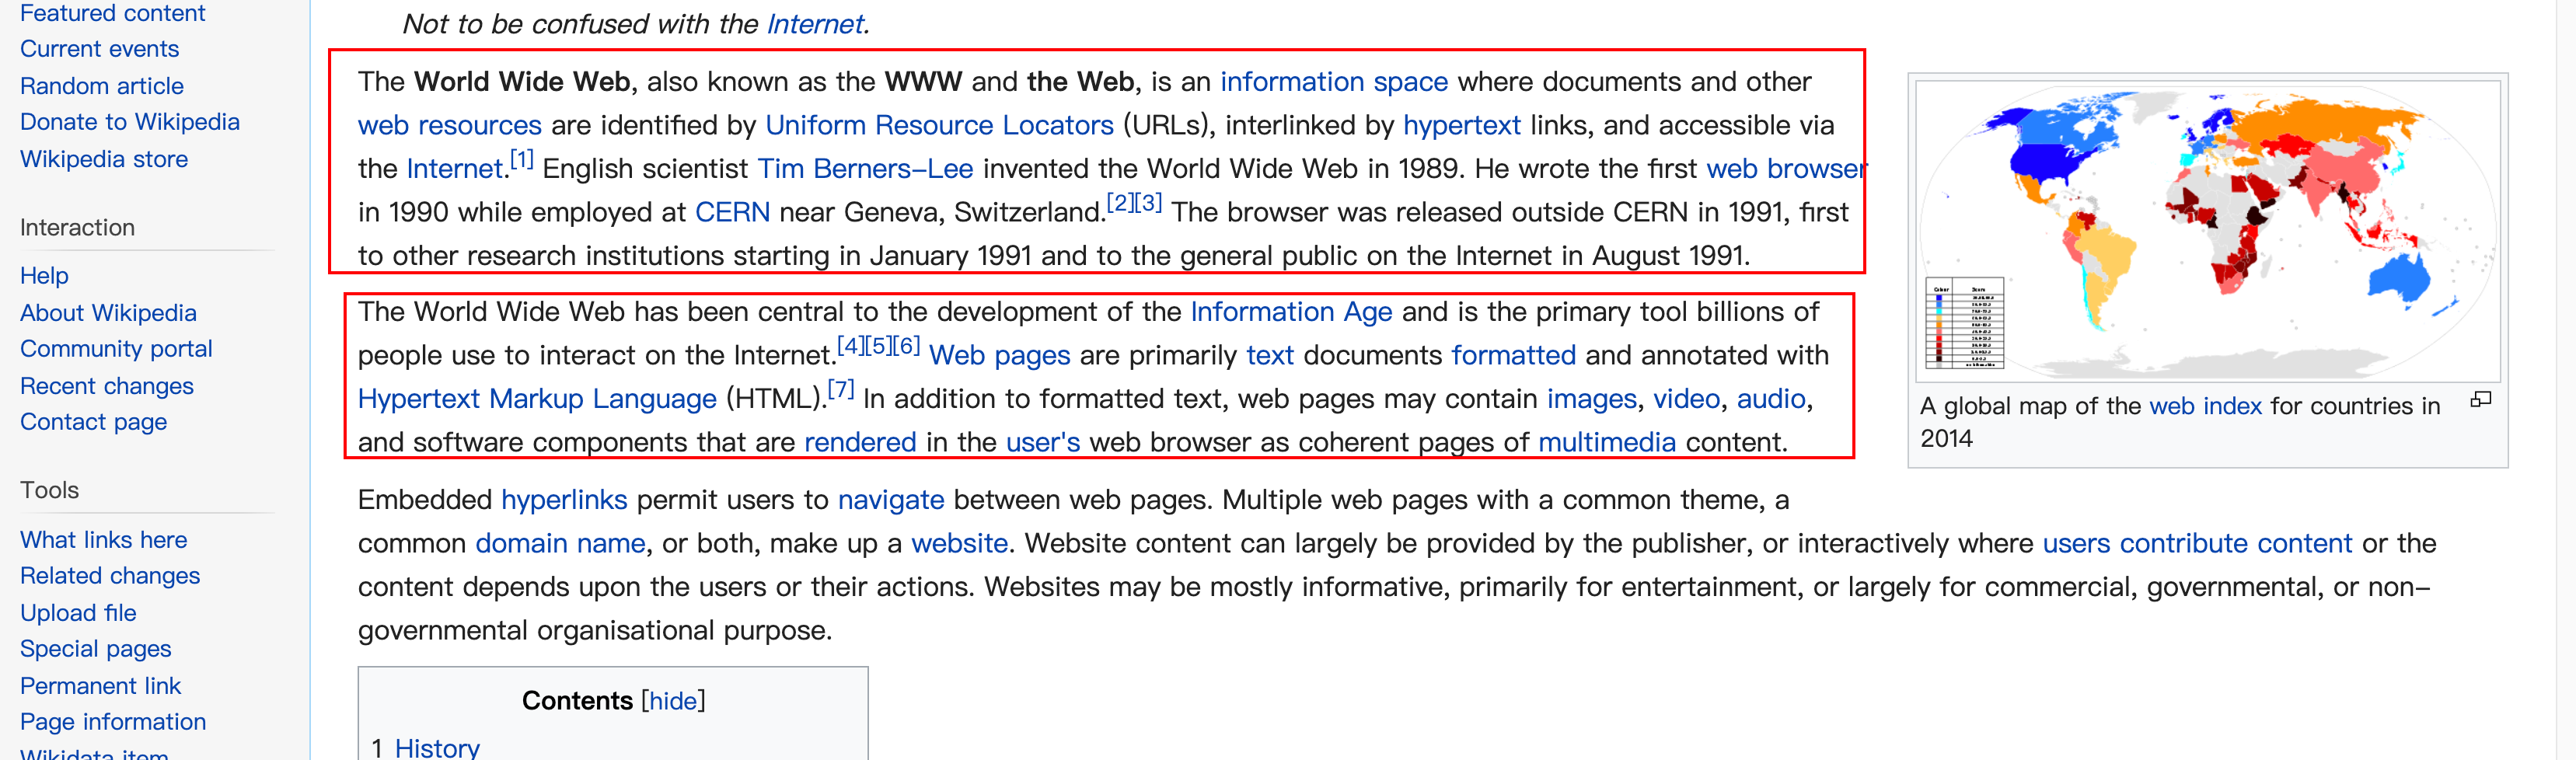 Featured content
Current events
Random article
Donate to Wikipedia
Wikipedia store
Interaction
Help
About Wikipedia
Community portal
Recent changes
Contact page
Tools
What links here
Related changes
Upload file
Special pages
Permanent link
Page information
Wikidata item
Not to be confused with the Internet.
The World Wide Web, also known as the WWW and the Web, is an information space where documents and other
web resources are identified by Uniform Resource Locators (URLs), interlinked by hypertext links, and accessible via
the Internet.[1] English scientist Tim Berners-Lee invented the World Wide Web in 1989. He wrote the first web browser
in 1990 while employed at CERN near Geneva, Switzerland.[2][3] The browser was released outside CERN in 1991, first
to other research institutions starting in January 1991 and to the general public on the Internet in August 1991.
The World Wide Web has been central to the development of the Information Age and is the primary tool billions of
people use to interact on the Internet.[4][5][6] Web pages are primarily text documents formatted and annotated with
Hypertext Markup Language (HTML).[7] In addition to formatted text, web pages may contain images, video, audio,
and software components that are rendered in the user's web browser as coherent pages of multimedia content.
Embedded hyperlinks permit users to navigate between web pages. Multiple web pages with a common theme, a
common domain name, or both, make up a website. Website content can largely be provided by the publisher, or interactively where users contribute content or the
content depends upon the users or their actions. Websites may be mostly informative, primarily for entertainment, or largely for commercial, governmental, or non-
governmental organisational purpose.
Contents [hide]
1 History
Colour Score
A global map of the web index for countries in
2014